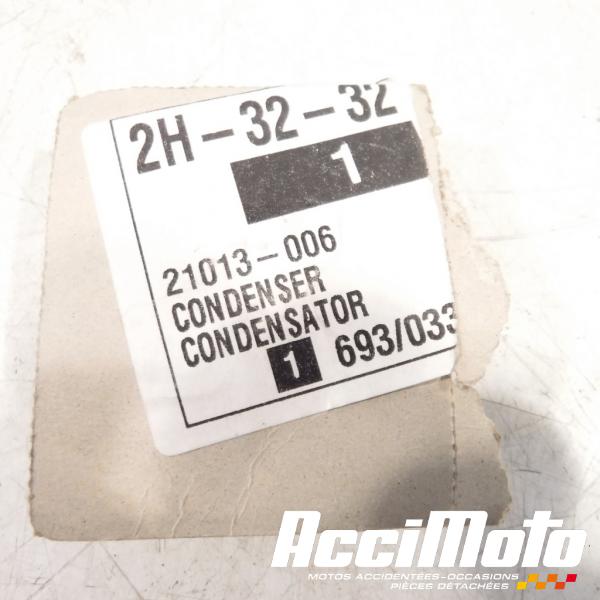 2H-32-32
1
21013-006
CONDENSER
CONDENSATOR
1 693/033
AcciMoto
MOTOS ACCIDENTÉES-OCCASIONS
PIÈCES DÉTACHÉES